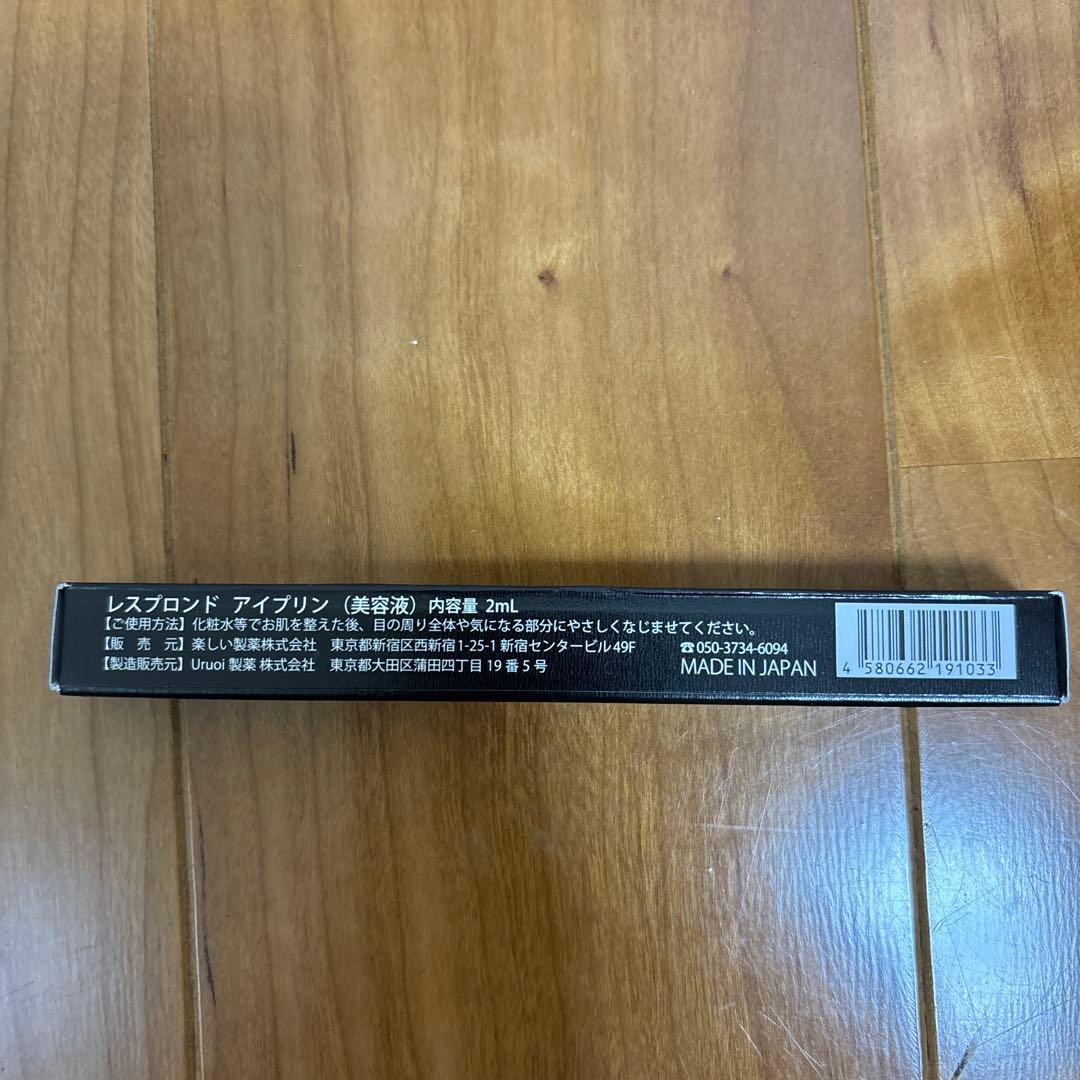 レスプロンド アイプリン（美容液）内容量 2mL
【ご使用方法】化粧水等でお肌を整えた後、目の周り全体や気になる部分にやさしくなじませてください。
【販 売 元】楽しい製薬株式会社 東京都新宿区西新宿1-25-1 新宿センタービル49F ☎050-3734-6094
【製造販売元】Uruoi 製薬 株式会社 東京都大田区蒲田四丁目 19 番 5 号 MADE IN JAPAN
4 580662 191033